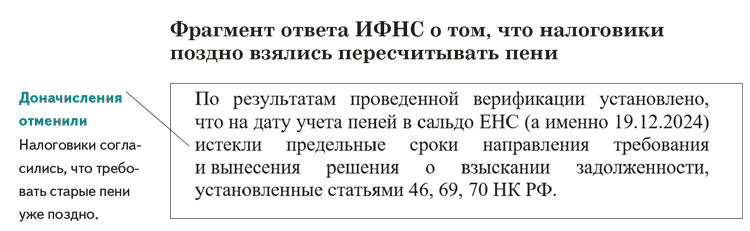 Фрагмент ответа ИФНС о том, что налоговики
поздно взялись пересчитывать пени
Доначисления
отменили
Налоговики согла-
сились, что требо-
вать старые пени
уже поздно.
По результатам проведенной верификации установлено,
что на дату учета пеней в сальдо ЕНС (а именно 19.12.2024)
истекли предельные сроки направления требования
и вынесения решения о взыскании задолженности,
установленные статьями 46, 69, 70 НК РФ.